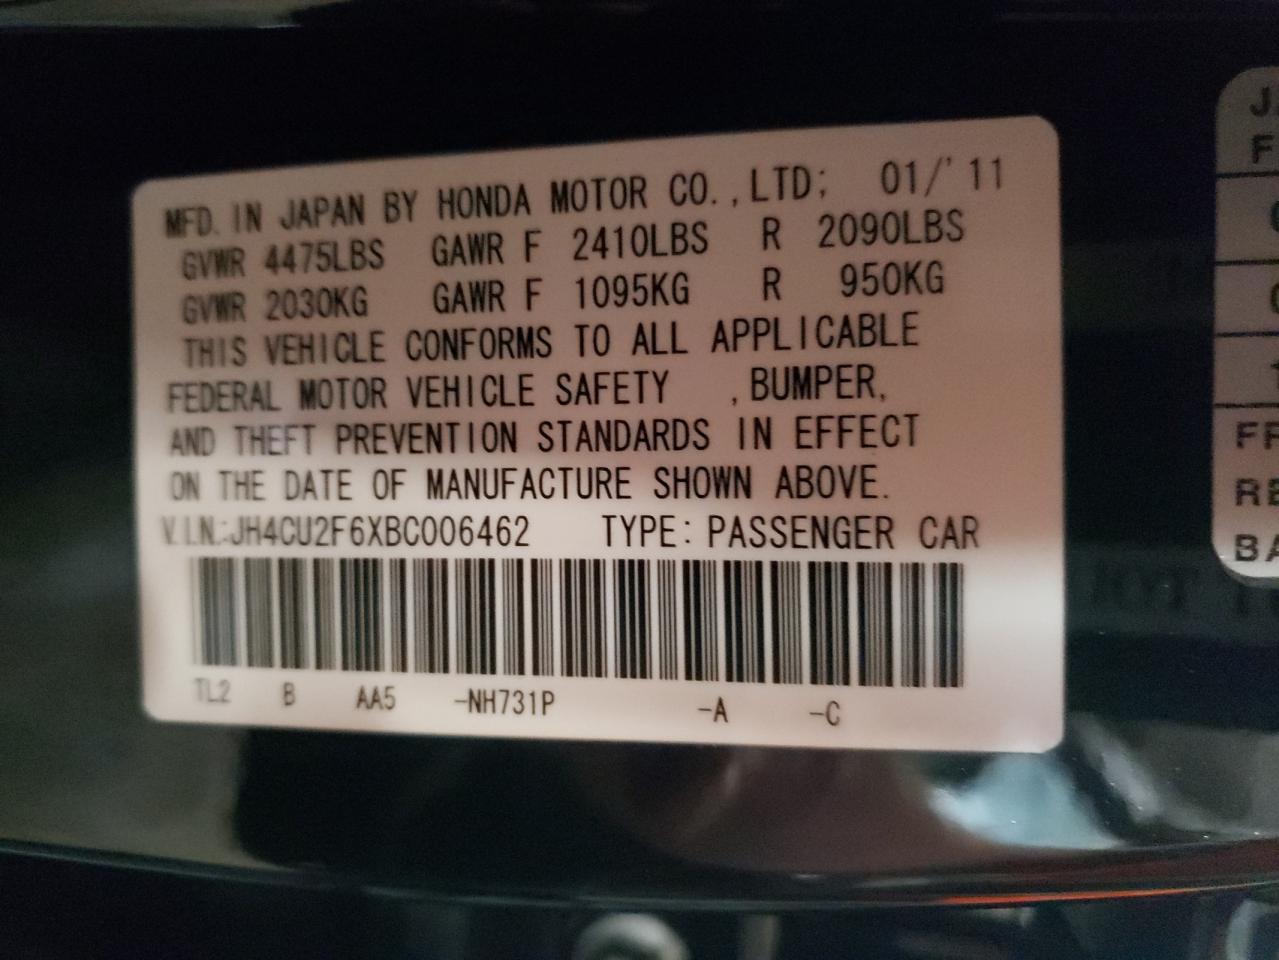 MFD. IN JAPAN BY HONDA MOTOR CO.,LTD; 01/'11
GVWR 4475LBS GAWR F 2410LBS R 2090LBS
GVWR 2030KG GAWR F 1095KG R 950KG
THIS VEHICLE CONFORMS TO ALL APPLICABLE
FEDERAL MOTOR VEHICLE SAFETY ,BUMPER,
AND THEFT PREVENTION STANDARDS IN EFFECT
ON THE DATE OF MANUFACTURE SHOWN ABOVE.
V.I.N.:JH4CU2F6XBC006462 TYPE: PASSENGER CAR
TL2 B AA5 -NH731P -A -C